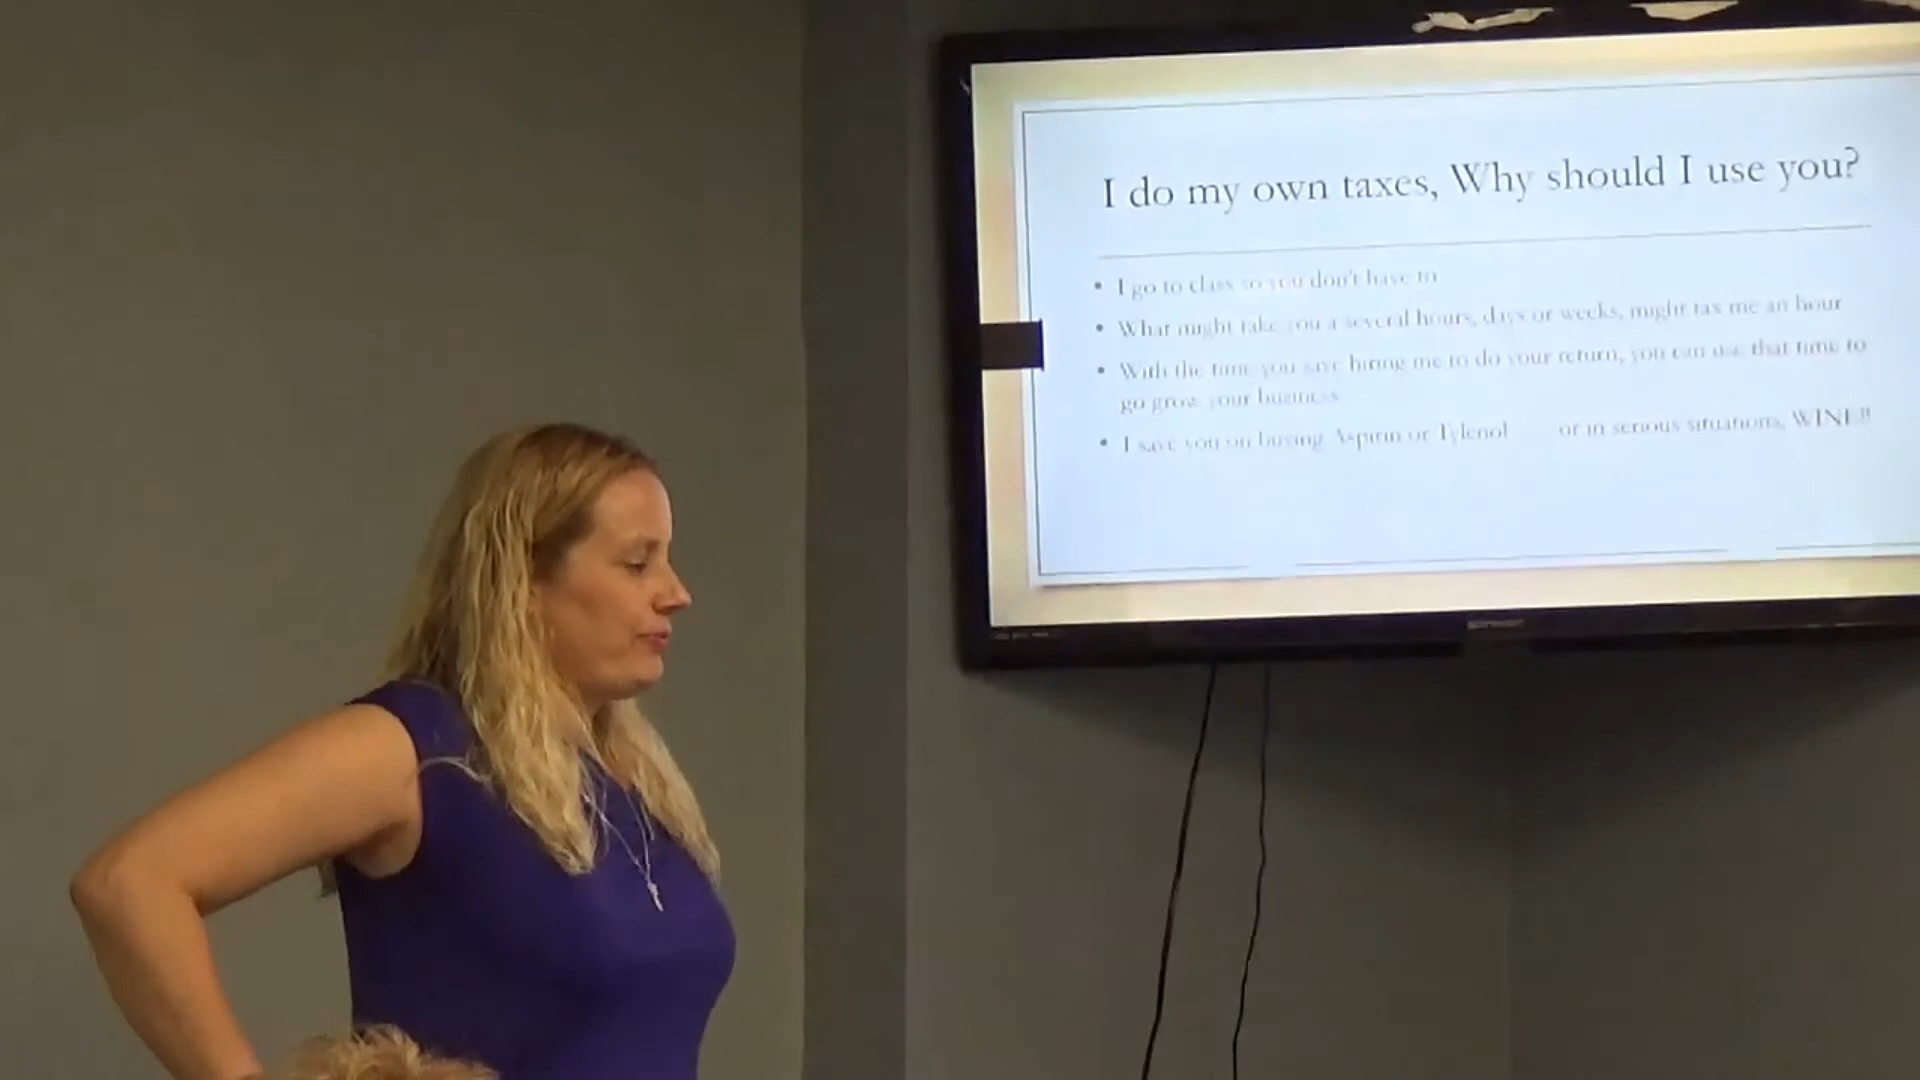 I do my own taxes, Why should I use you?
• I go to class so you don't have to
• What might take you a several hours, days or weeks, might tax me an hour
• With the time you save hiring me to do your return, you can use that time to
go grow your business
• I save you on buying Aspirin or Tylenol or in serious situations, WINE!!